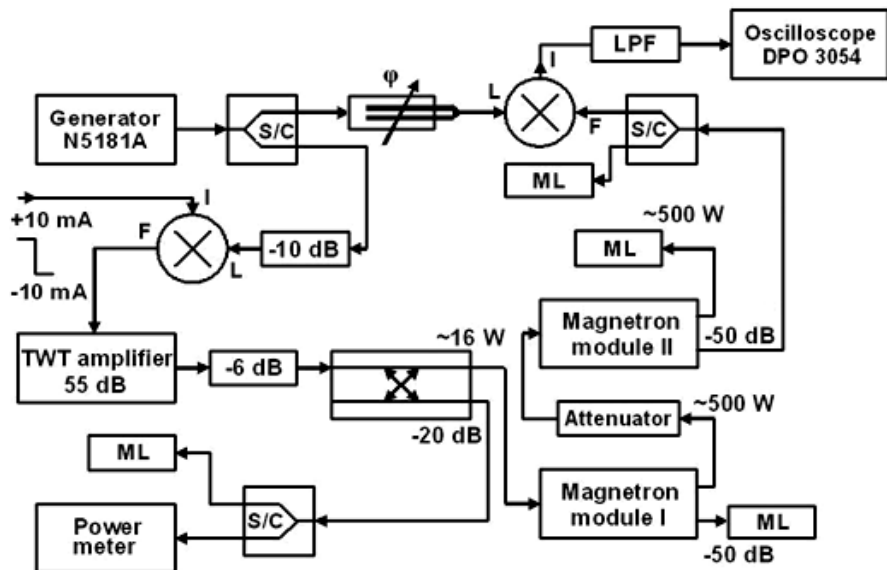 LPF
Oscilloscope
DPO 3054
I
φ
L
Generator
N5181A
S/C
F
S/C
ML
+10 mA
I
F
-10 dB
L
-10 mA
~500 W
ML
Magnetron
module II
-50 dB
TWT amplifier
55 dB
-6 dB
~16 W
-20 dB
Attenuator
~500 W
ML
S/C
Power
meter
Magnetron
module I
ML
-50 dB